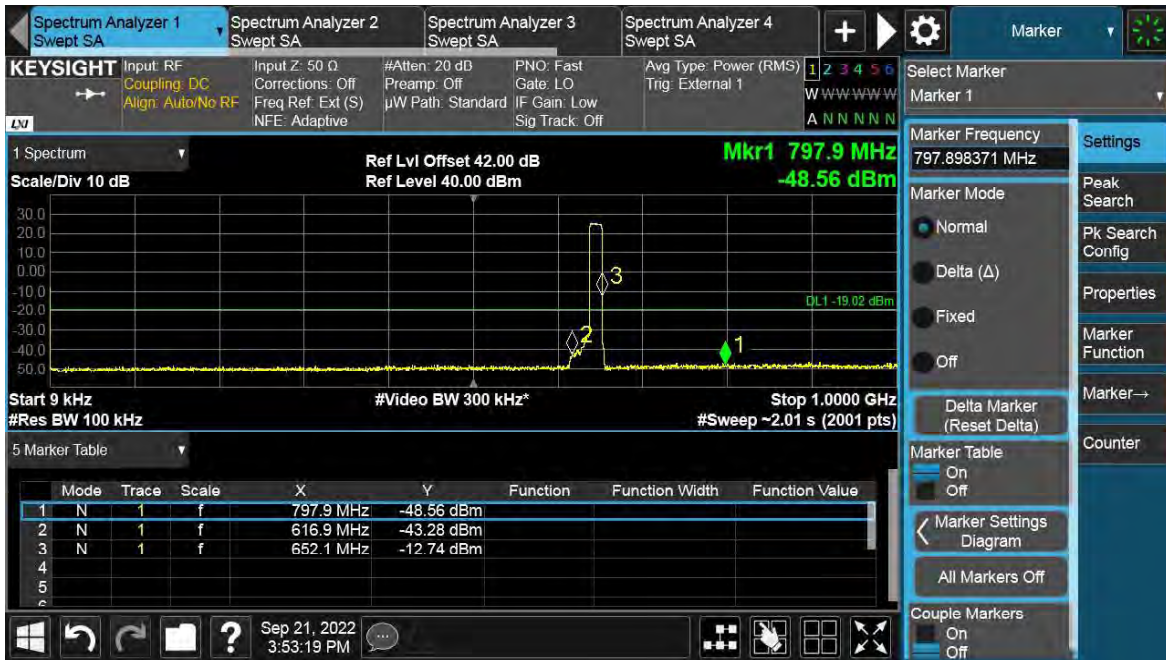 Spectrum Analyzer 1
Swept SA
Spectrum Analyzer 2
Swept SA
Spectrum Analyzer 3
Swept SA
Spectrum Analyzer 4
Swept SA
+
Marker
KEYSIGHT
LXI
Input: RF
Coupling: DC
Align: Auto/No RF
Input Z: 50 Ω
Corrections: Off
Freq Ref: Ext (S)
NFE: Adaptive
#Atten: 20 dB
Preamp: Off
µW Path: Standard
PNO: Fast
Gate: LO
IF Gain: Low
Sig Track: Off
Avg Type: Power (RMS)
Trig: External 1
1 2 3 4 5 6
W W W W W W
A N N N N N
Select Marker
Marker 1
1 Spectrum
Scale/Div 10 dB
Ref Lvl Offset 42.00 dB
Ref Level 40.00 dBm
Mkr1 797.9 MHz
-48.56 dBm
30.0
20.0
10.0
0.00
-10.0
-20.0
-30.0
-40.0
-50.0
3
DL1 -19.02 dBm
2
1
Start 9 kHz
#Video BW 300 kHz*
Stop 1.0000 GHz
#Res BW 100 kHz
#Sweep ~2.01 s (2001 pts)
5 Marker Table
Mode Trace Scale X Y Function Function Width Function Value
1 N 1 f 797.9 MHz -48.56 dBm
2 N 1 f 616.9 MHz -43.28 dBm
3 N 1 f 652.1 MHz -12.74 dBm
4
5
Marker Frequency
797.898371 MHz
Marker Mode
Normal
Delta (Δ)
Fixed
Off
Delta Marker
(Reset Delta)
Marker Table
On
Off
Marker Settings
Diagram
All Markers Off
Couple Markers
On
Off
Settings
Peak
Search
Pk Search
Config
Properties
Marker
Function
Marker→
Counter
?
Sep 21, 2022
3:53:19 PM